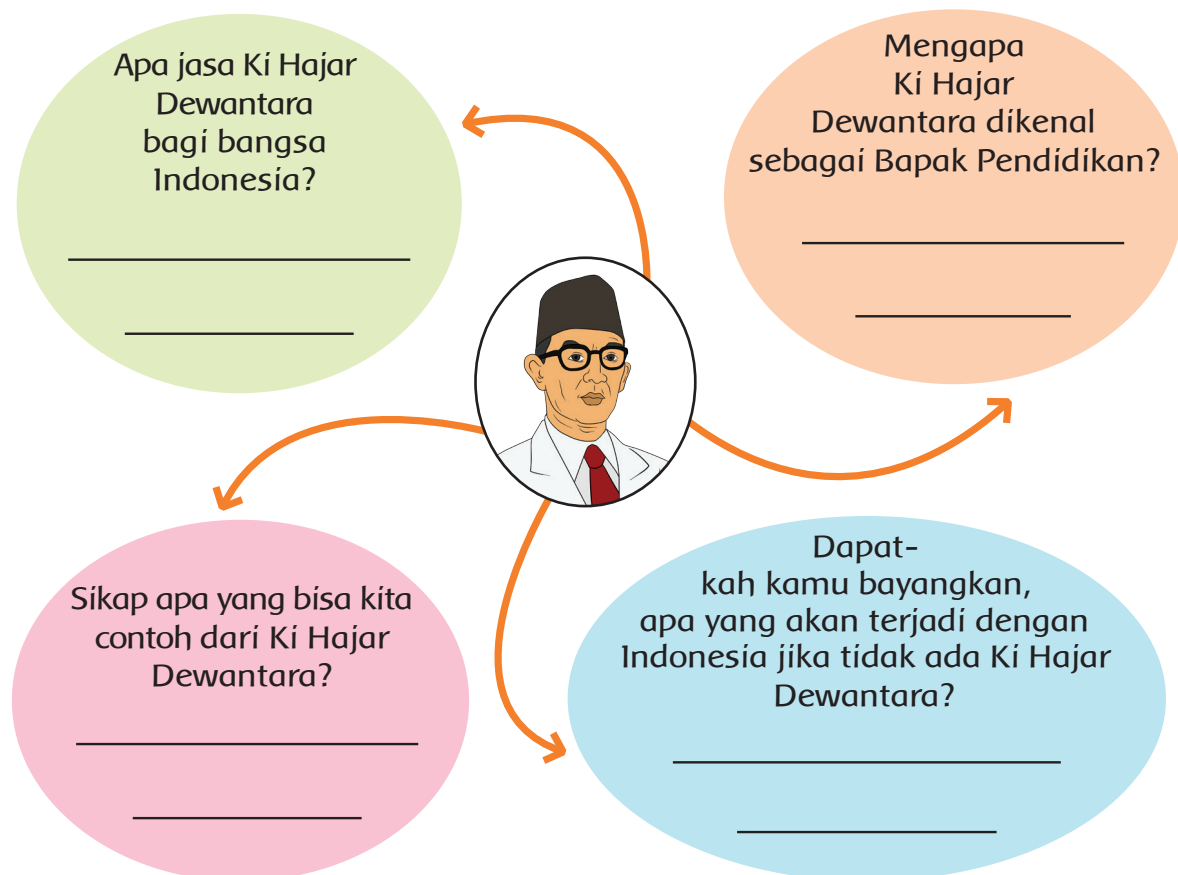 Apa jasa Ki Hajar
Dewantara
bagi bangsa
Indonesia?
Mengapa
Ki Hajar
Dewantara dikenal
sebagai Bapak Pendidikan?
Sikap apa yang bisa kita
contoh dari Ki Hajar
Dewantara?
Dapat-
kah kamu bayangkan,
apa yang akan terjadi dengan
Indonesia jika tidak ada Ki Hajar
Dewantara?